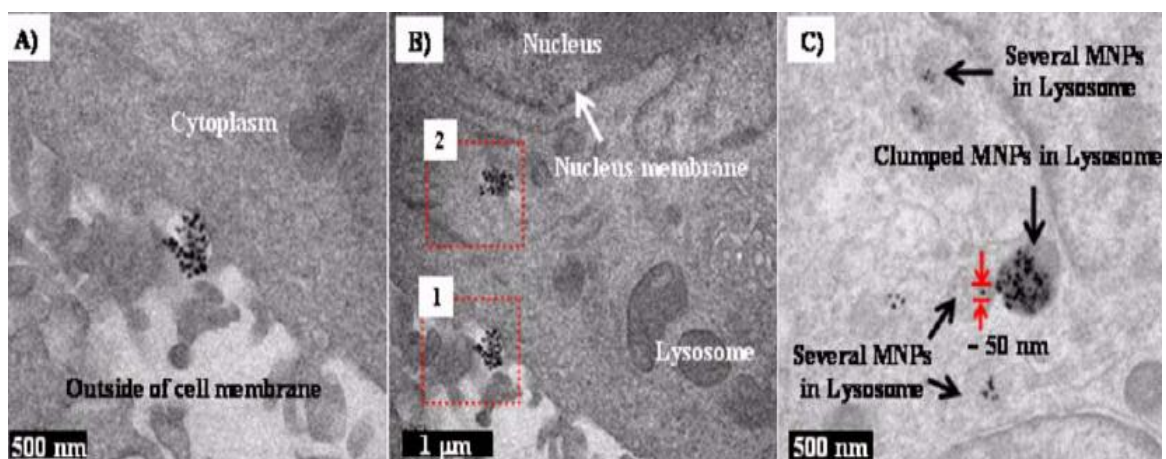 A)
Cytoplasm
Outside of cell membrane
500 nm
B)
Nucleus
2
Nucleus membrane
1
Lysosome
1 μm
C)
Several MNPs
in Lysosome
Clumped MNPs in Lysosome
~ 50 nm
Several MNPs
in Lysosome
500 nm